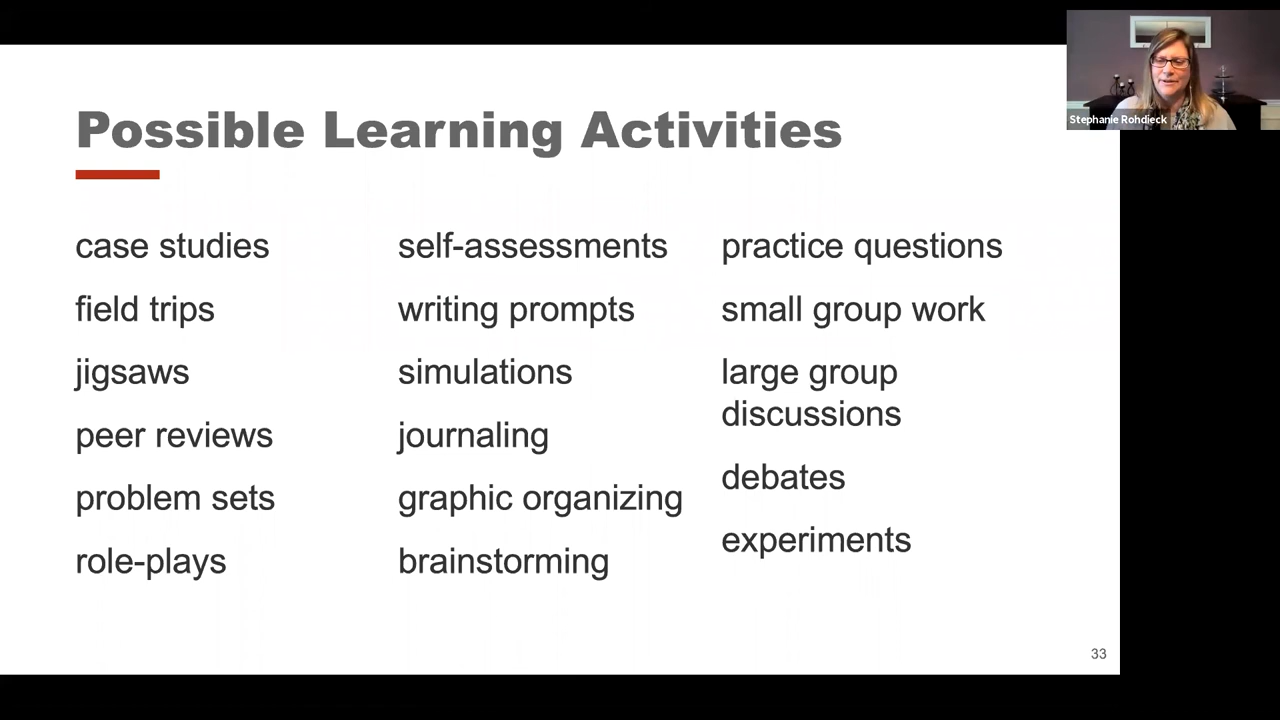 Possible Learning Activities
case studies
field trips
jigsaws
peer reviews
problem sets
role-plays
self-assessments
writing prompts
simulations
journaling
graphic organizing
brainstorming
practice questions
small group work
large group
discussions
debates
experiments
33
Stephanie Rohdieck